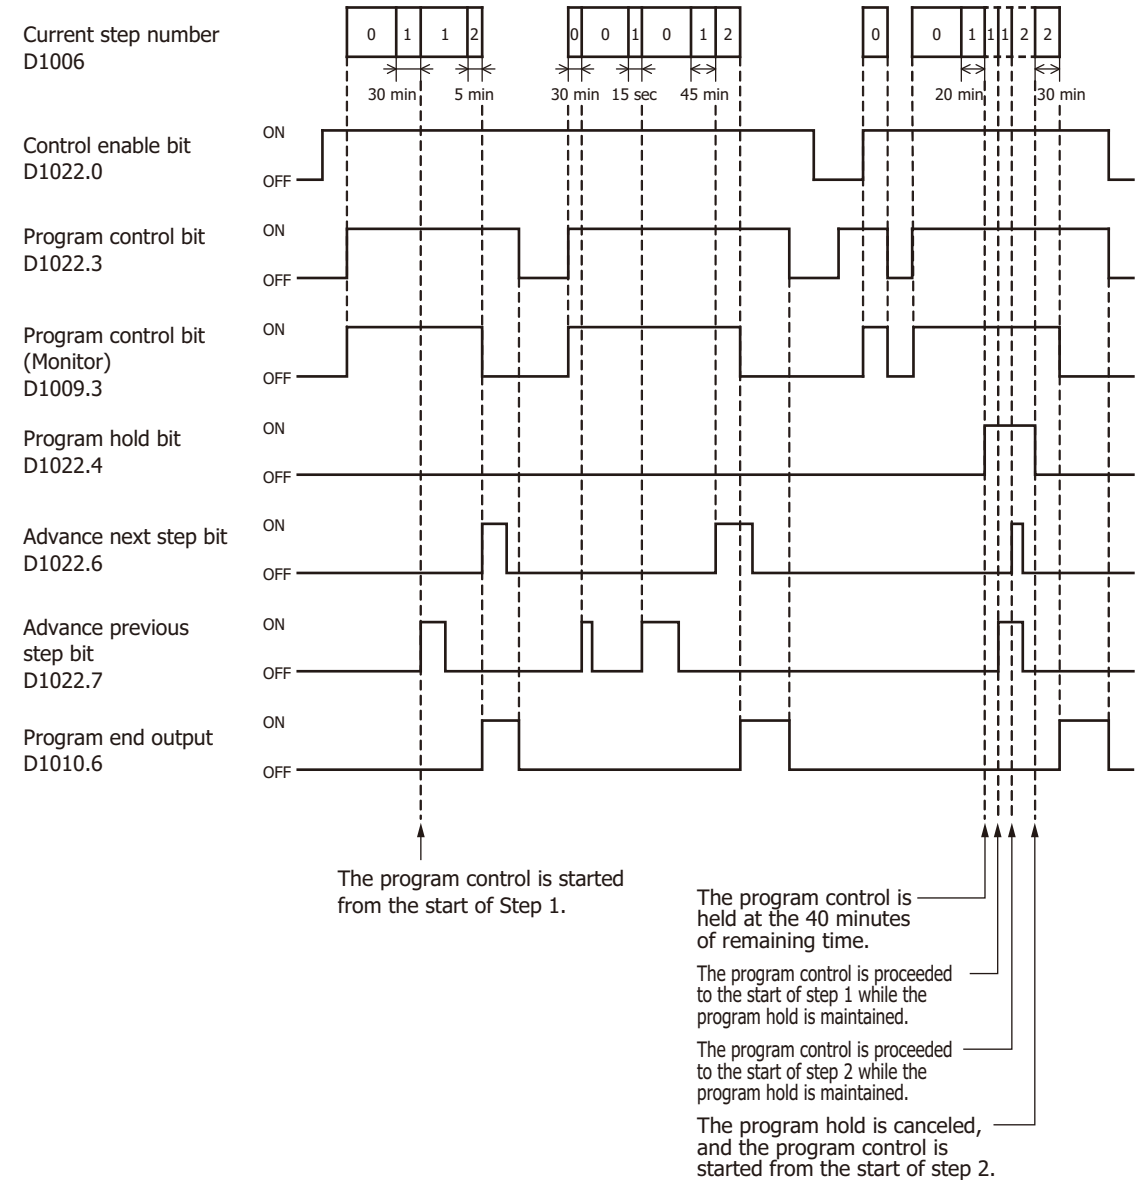 Current step number
D1006
0 1 1 2 0 0 1 0 1 2 0 0 1 1 1 2 2
30 min 5 min 30 min 15 sec 45 min 20 min 30 min
Control enable bit
D1022.0
ON
OFF
Program control bit
D1022.3
ON
OFF
Program control bit
(Monitor)
D1009.3
ON
OFF
Program hold bit
D1022.4
ON
OFF
Advance next step bit
D1022.6
ON
OFF
Advance previous
step bit
D1022.7
ON
OFF
Program end output
D1010.6
ON
OFF
The program control is started
from the start of Step 1.
The program control is
held at the 40 minutes
of remaining time.
The program control is proceeded
to the start of step 1 while the
program hold is maintained.
The program control is proceeded
to the start of step 2 while the
program hold is maintained.
The program hold is canceled,
and the program control is
started from the start of step 2.